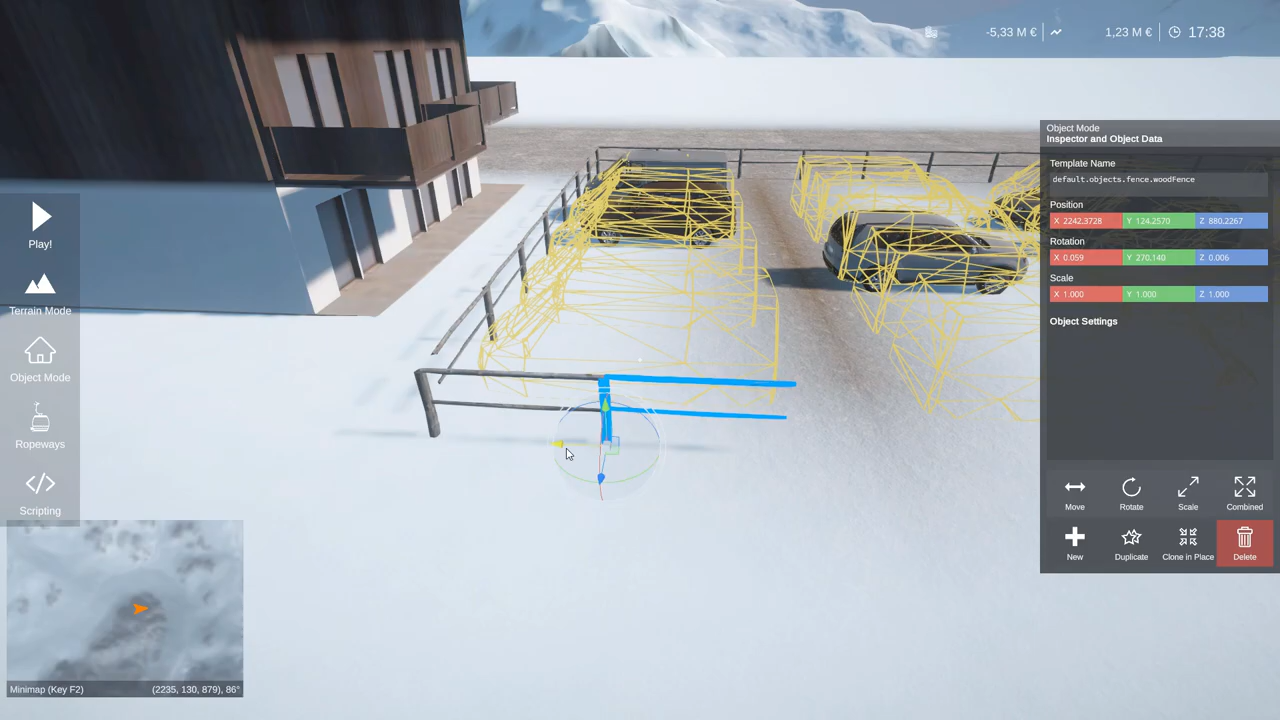 -5,33 M €
1,23 M €
17:38
Object Mode
Inspector and Object Data
Template Name
default.objects.fence.woodFence
Position
X 2242.3728 Y 124.2570 Z 880.2267
Rotation
X 0.059 Y 270.140 Z 0.006
Scale
X 1.000 Y 1.000 Z 1.000
Object Settings
Play!
Terrain Mode
Object Mode
Ropeways
Scripting
Move Rotate Scale Combined
New Duplicate Clone in Place Delete
Minimap (Key F2) (2235, 130, 879), 86°